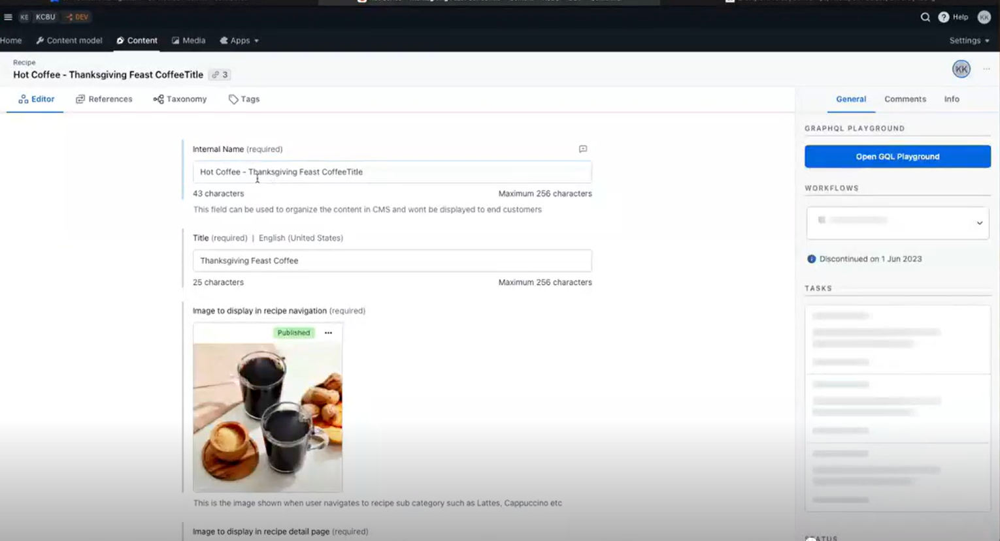 KE KCBU DEV
Help KK
Home Content model Content Media Apps
Settings
Recipe
Hot Coffee - Thanksgiving Feast CoffeeTitle 3
KK
Editor References Taxonomy Tags
General Comments Info
GRAPHQL PLAYGROUND
Open GQL Playground
WORKFLOWS
Discontinued on 1 Jun 2023
TASKS
STATUS
Internal Name (required)
Hot Coffee - Thanksgiving Feast CoffeeTitle
43 characters Maximum 256 characters
This field can be used to organize the content in CMS and wont be displayed to end customers
Title (required) | English (United States)
Thanksgiving Feast Coffee
25 characters Maximum 256 characters
Image to display in recipe navigation (required)
Published
This is the image shown when user navigates to recipe sub category such as Lattes, Cappuccino etc
Image to display in recipe detail page (required)